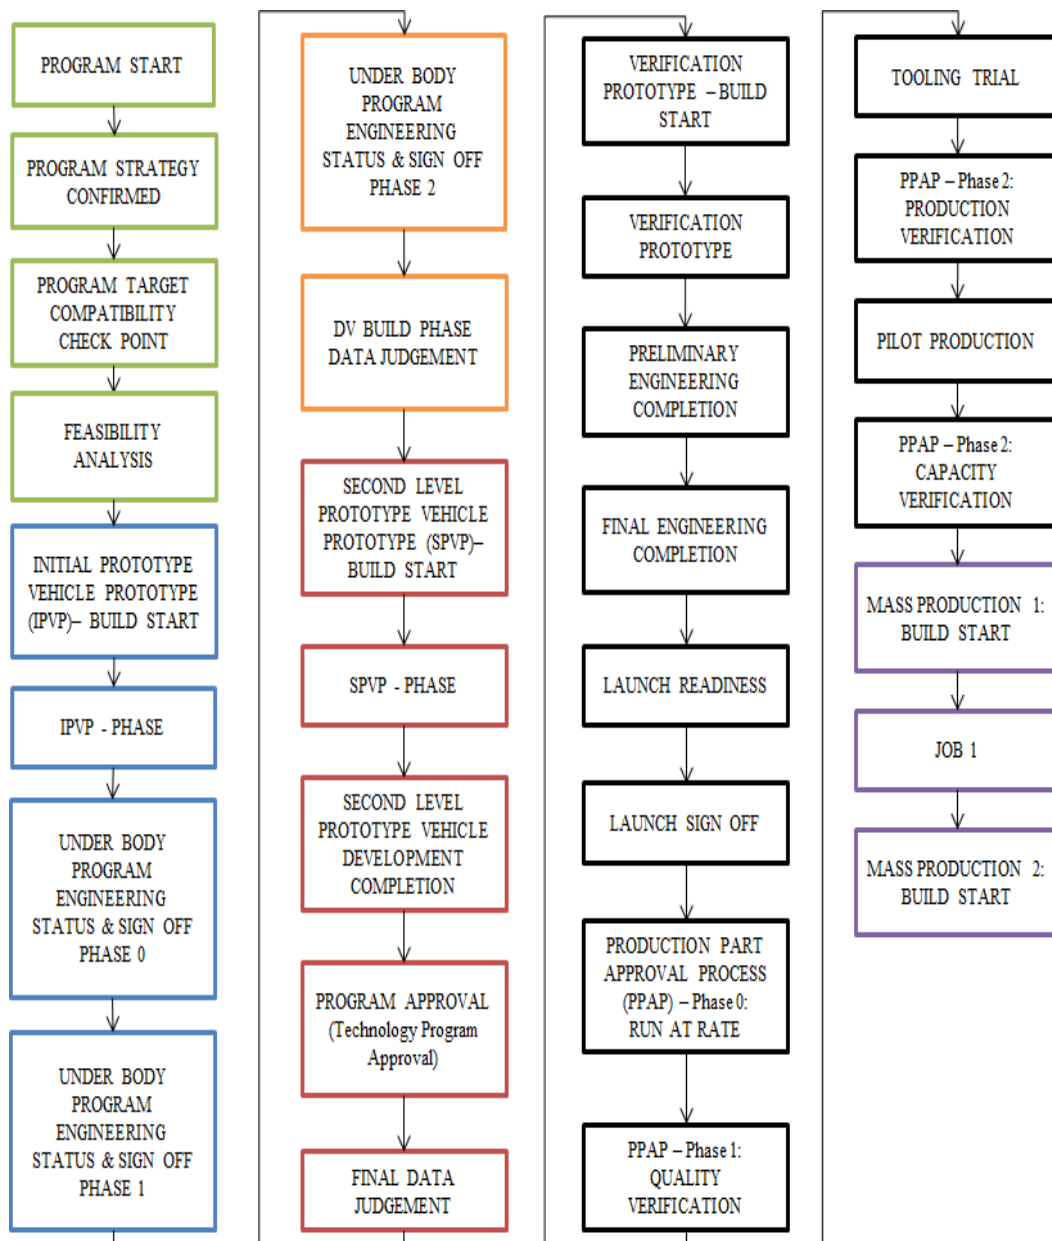 PROGRAM START
PROGRAM STRATEGY
CONFIRMED
PROGRAM TARGET
COMPATIBILITY
CHECK POINT
FEASIBILITY
ANALYSIS
INITIAL PROTOTYPE
VEHICLE PROTOTYPE
(IPVP)– BUILD START
IPVP - PHASE
UNDER BODY
PROGRAM
ENGINEERING
STATUS & SIGN OFF
PHASE 0
UNDER BODY
PROGRAM
ENGINEERING
STATUS & SIGN OFF
PHASE 1
UNDER BODY
PROGRAM
ENGINEERING
STATUS & SIGN OFF
PHASE 2
DV BUILD PHASE
DATA JUDGEMENT
SECOND LEVEL
PROTOTYPE VEHICLE
PROTOTYPE (SPVP)–
BUILD START
SPVP - PHASE
SECOND LEVEL
PROTOTYPE VEHICLE
DEVELOPMENT
COMPLETION
PROGRAM APPROVAL
(Technology Program
Approval)
FINAL DATA
JUDGEMENT
VERIFICATION
PROTOTYPE – BUILD
START
VERIFICATION
PROTOTYPE
PRELIMINARY
ENGINEERING
COMPLETION
FINAL ENGINEERING
COMPLETION
LAUNCH READINESS
LAUNCH SIGN OFF
PRODUCTION PART
APPROVAL PROCESS
(PPAP) – Phase 0:
RUN AT RATE
PPAP – Phase 1:
QUALITY
VERIFICATION
TOOLING TRIAL
PPAP – Phase 2:
PRODUCTION
VERIFICATION
PILOT PRODUCTION
PPAP – Phase 2:
CAPACITY
VERIFICATION
MASS PRODUCTION 1:
BUILD START
JOB 1
MASS PRODUCTION 2:
BUILD START